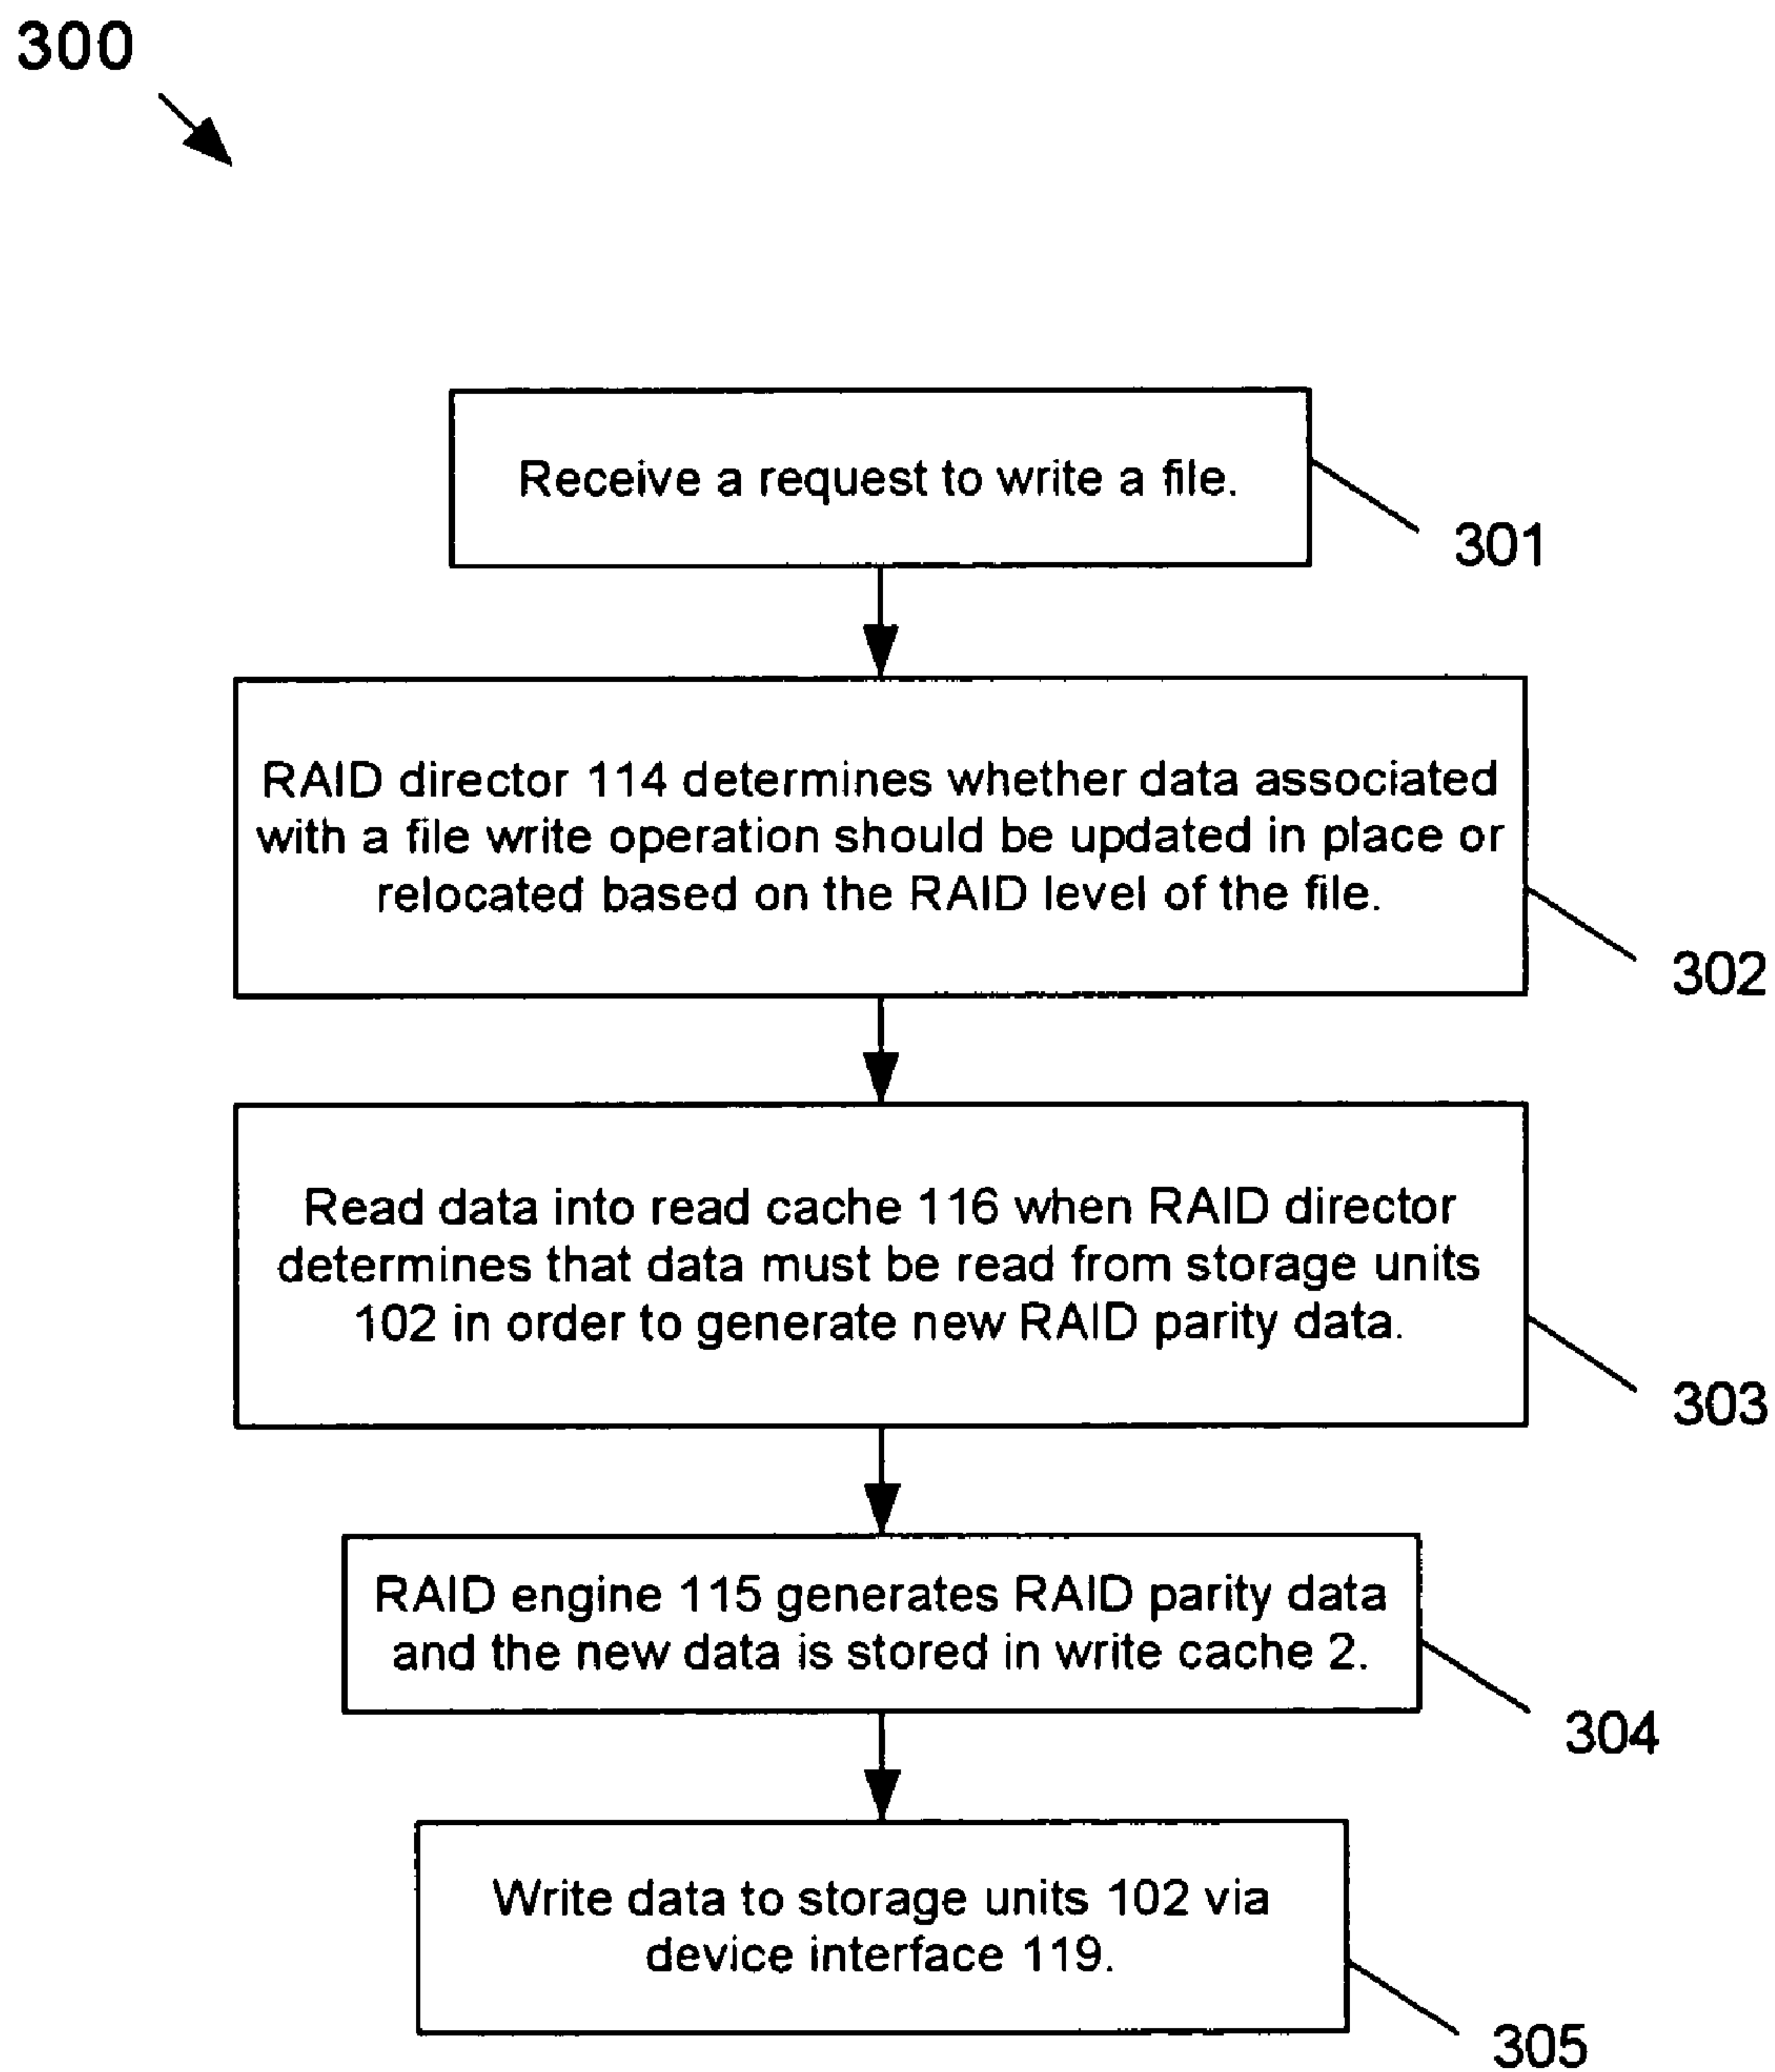 300
Receive a request to write a file.
301
RAID director 114 determines whether data associated
with a file write operation should be updated in place or
relocated based on the RAID level of the file.
302
Read data into read cache 116 when RAID director
determines that data must be read from storage units
102 in order to generate new RAID parity data.
303
RAID engine 115 generates RAID parity data
and the new data is stored in write cache 2.
304
Write data to storage units 102 via
device interface 119.
305